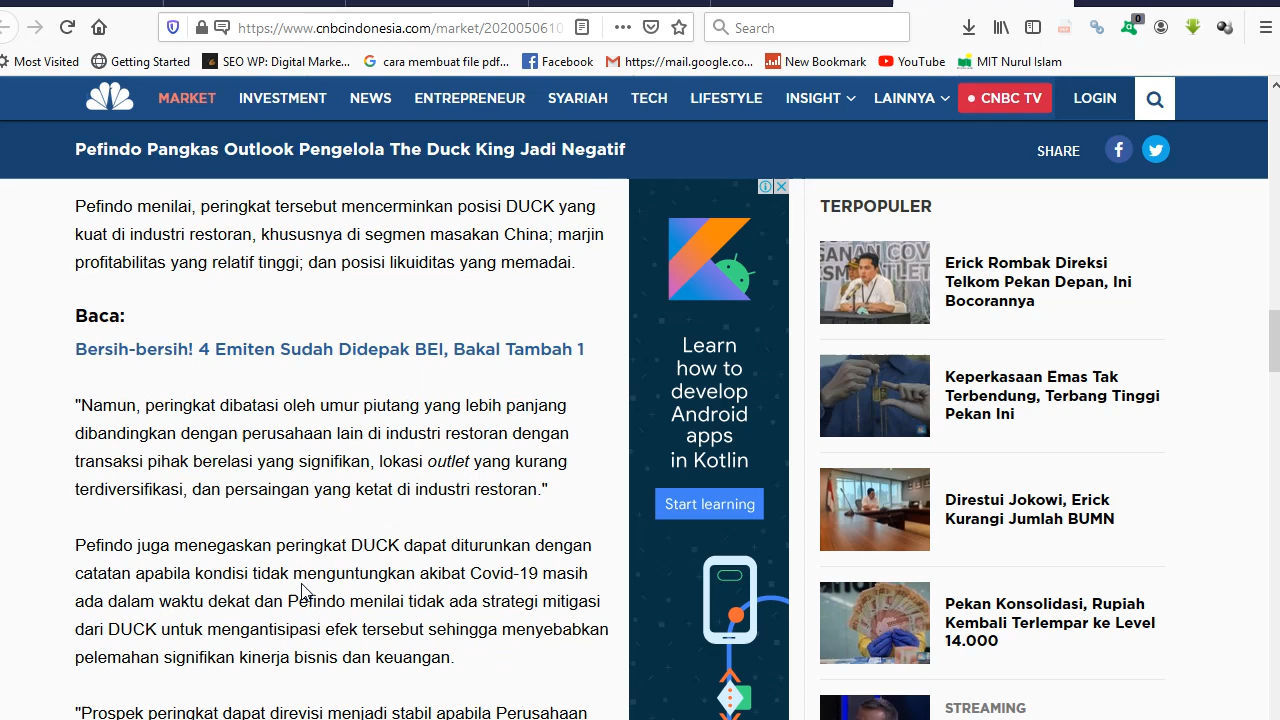 https://www.cnbcindonesia.com/market/2020050610
Search
0
Most Visited
Getting Started
SEO WP: Digital Marke...
cara membuat file pdf...
Facebook
https://mail.google.co...
New Bookmark
YouTube
MIT Nurul Islam
MARKET
INVESTMENT
NEWS
ENTREPRENEUR
SYARIAH
TECH
LIFESTYLE
INSIGHT
LAINNYA
CNBC TV
LOGIN
Pefindo Pangkas Outlook Pengelola The Duck King Jadi Negatif
SHARE
Pefindo menilai, peringkat tersebut mencerminkan posisi DUCK yang
kuat di industri restoran, khususnya di segmen masakan China; marjin
profitabilitas yang relatif tinggi; dan posisi likuiditas yang memadai.
Baca:
Bersih-bersih! 4 Emiten Sudah Didepak BEI, Bakal Tambah 1
"Namun, peringkat dibatasi oleh umur piutang yang lebih panjang
dibandingkan dengan perusahaan lain di industri restoran dengan
transaksi pihak berelasi yang signifikan, lokasi outlet yang kurang
terdiversifikasi, dan persaingan yang ketat di industri restoran."
Pefindo juga menegaskan peringkat DUCK dapat diturunkan dengan
catatan apabila kondisi tidak menguntungkan akibat Covid-19 masih
ada dalam waktu dekat dan Pefindo menilai tidak ada strategi mitigasi
dari DUCK untuk mengantisipasi efek tersebut sehingga menyebabkan
pelemahan signifikan kinerja bisnis dan keuangan.
"Prospek peringkat dapat direvisi menjadi stabil apabila Perusahaan
Learn
how to
develop
Android
apps
in Kotlin
Start learning
TERPOPULER
Erick Rombak Direksi
Telkom Pekan Depan, Ini
Bocorannya
Keperkasaan Emas Tak
Terbendung, Terbang Tinggi
Pekan Ini
Direstui Jokowi, Erick
Kurangi Jumlah BUMN
Pekan Konsolidasi, Rupiah
Kembali Terlempar ke Level
14.000
STREAMING